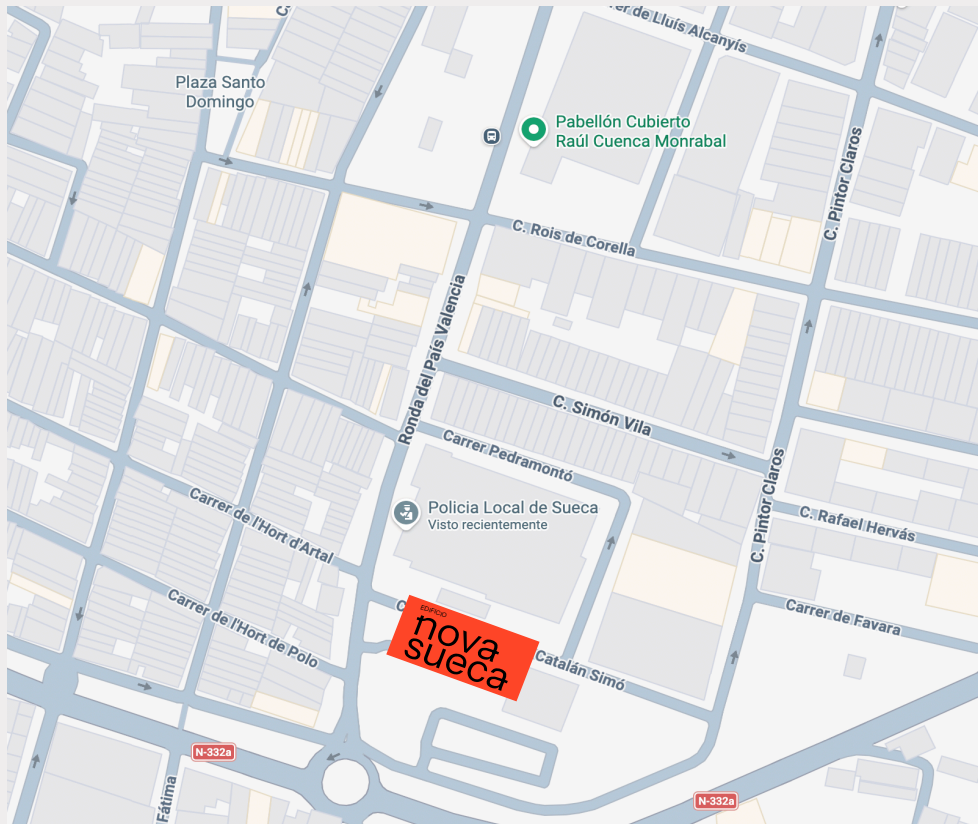 Carrer de Lluís Alcanyís
Plaza Santo
Domingo
Pabellón Cubierto
Raúl Cuenca Monrabal
C. Pintor Claros
C. Rois de Corella
Ronda del País Valencia
C. Simón Vila
Carrer Pedramontó
C. Pintor Claros
Policia Local de Sueca
Visto recientemente
Carrer de l'Hort d'Artal
C. Rafael Hervás
Carrer de l'Hort de Polo
EDIFICIO
nova
sueca
Carrer de Favara
Catalán Simó
N-332a
N-332a
Fátima